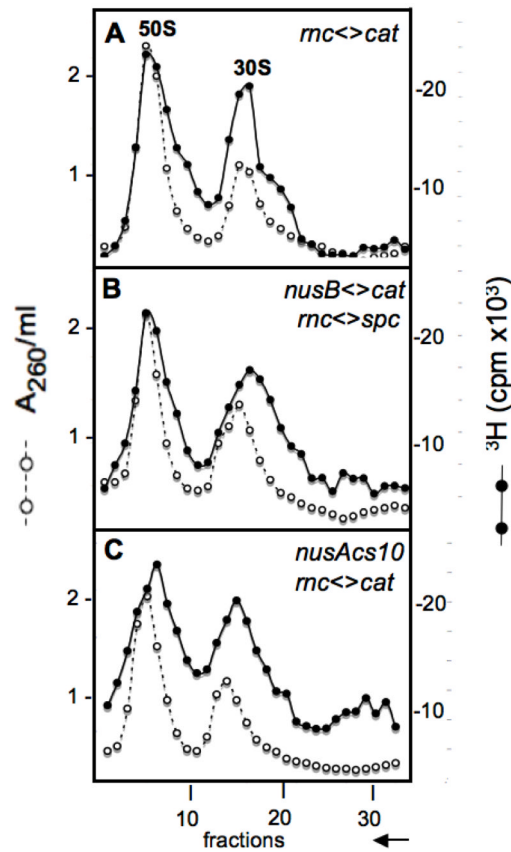 A
50S
rnc<>cat
30S
2 -
1 -
-20
-10
B
nusB<>cat
rnc<>spc
2 -
1 -
-20
-10
A260/ml
3H (cpm x10³)
C
nusAcs10
rnc<>cat
2 -
1 -
-20
-10
10
20
30
fractions